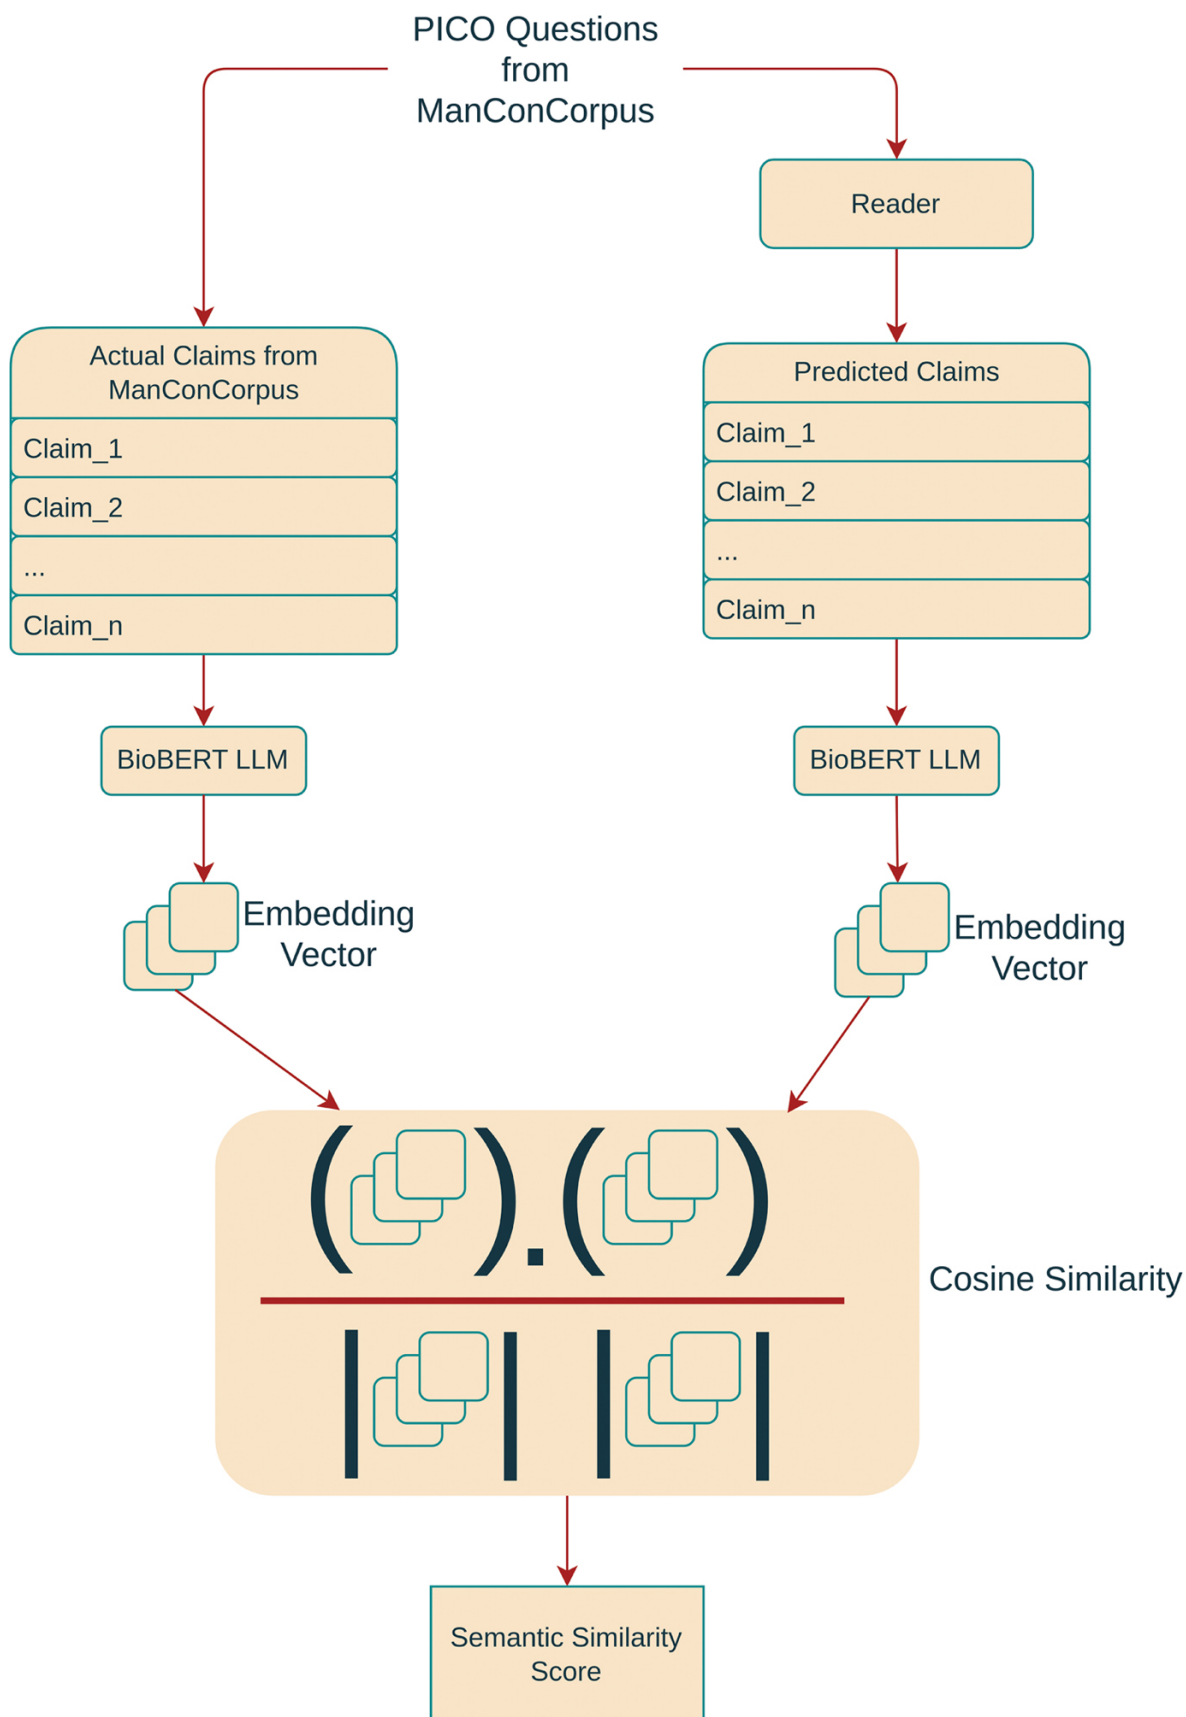 PICO Questions
from
ManConCorpus
Reader
Actual Claims from
ManConCorpus
Claim_1
Claim_2
...
Claim_n
Predicted Claims
Claim_1
Claim_2
...
Claim_n
BioBERT LLM
BioBERT LLM
Embedding
Vector
Embedding
Vector
( ) . ( )
| | | |
Cosine Similarity
Semantic Similarity
Score